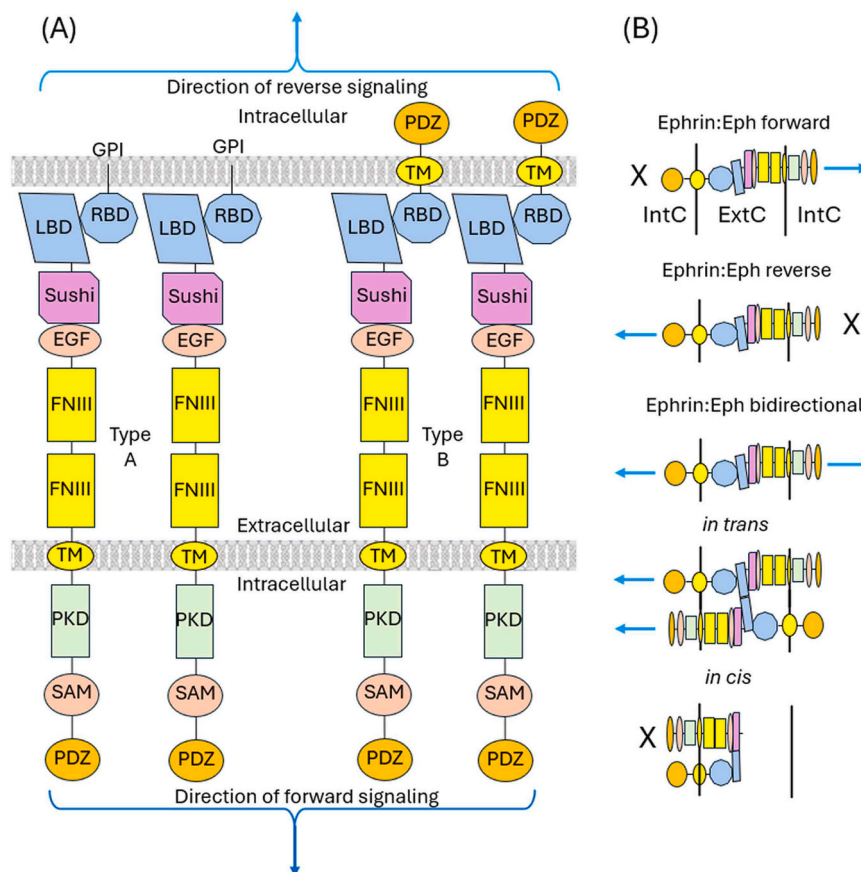 (A)
Direction of reverse signaling
Intracellular
PDZ PDZ
GPI GPI
TM TM
LBD RBD LBD RBD LBD RBD LBD RBD
Sushi Sushi Sushi Sushi
EGF EGF EGF EGF
FNIII FNIII FNIII FNIII
Type
A
Type
B
FNIII FNIII FNIII FNIII
Extracellular
TM TM TM TM
Intracellular
PKD PKD PKD PKD
SAM SAM SAM SAM
PDZ PDZ PDZ PDZ
Direction of forward signaling
(B)
Ephrin:Eph forward
X
IntC ExtC IntC
Ephrin:Eph reverse
X
Ephrin:Eph bidirectional
in trans
in cis
X